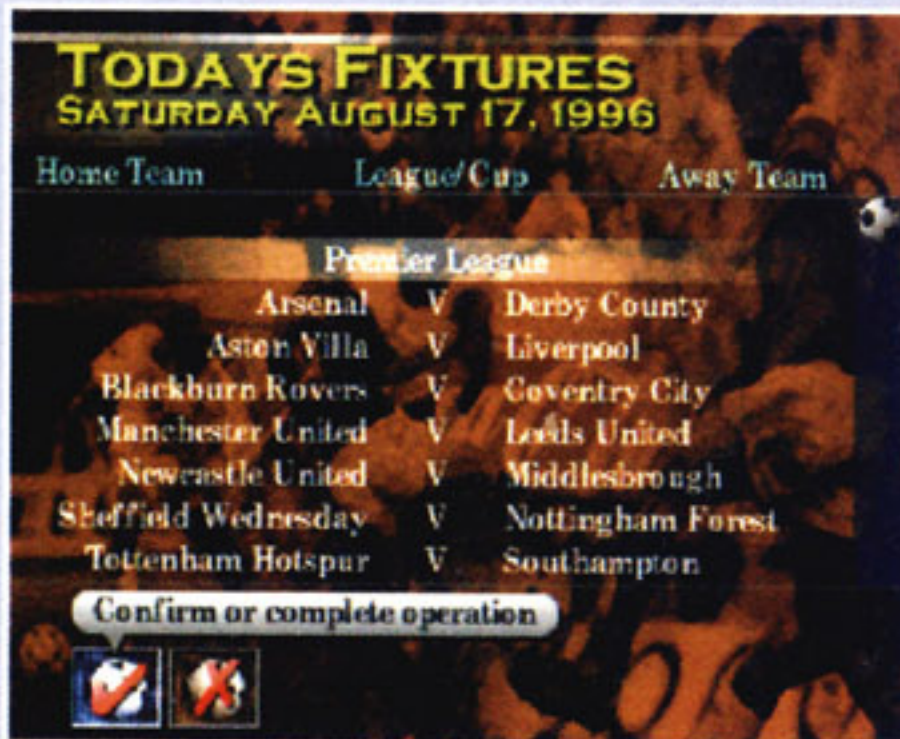 TODAYS FIXTURES
SATURDAY AUGUST 17, 1996
Home Team League/Cup Away Team
Premier League
Arsenal V Derby County
Aston Villa V Liverpool
Blackburn Rovers V Coventry City
Manchester United V Leeds United
Newcastle United V Middlesbrough
Sheffield Wednesday V Nottingham Forest
Tottenham Hotspur V Southampton
Confirm or complete operation